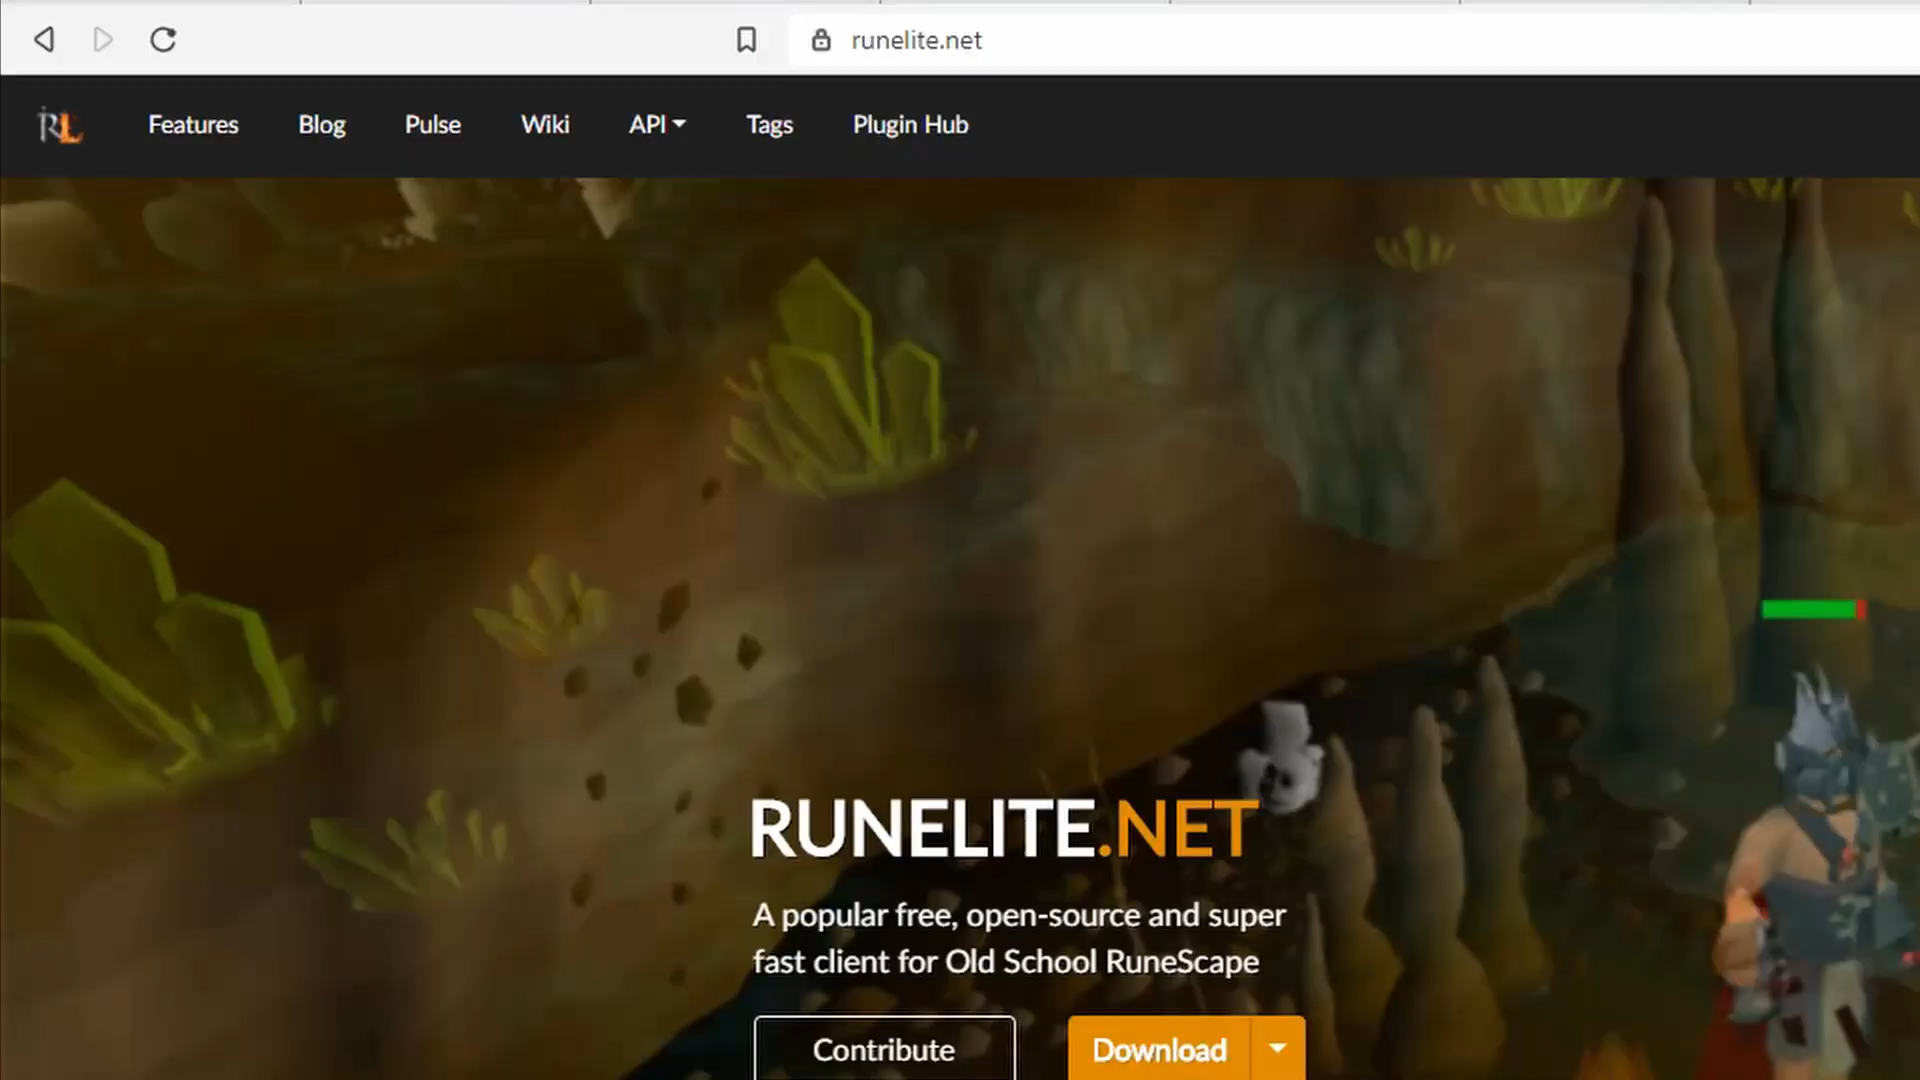 runelite.net
RL
Features Blog Pulse Wiki API Tags Plugin Hub
RUNELITE.NET
A popular free, open-source and super
fast client for Old School RuneScape
Contribute Download